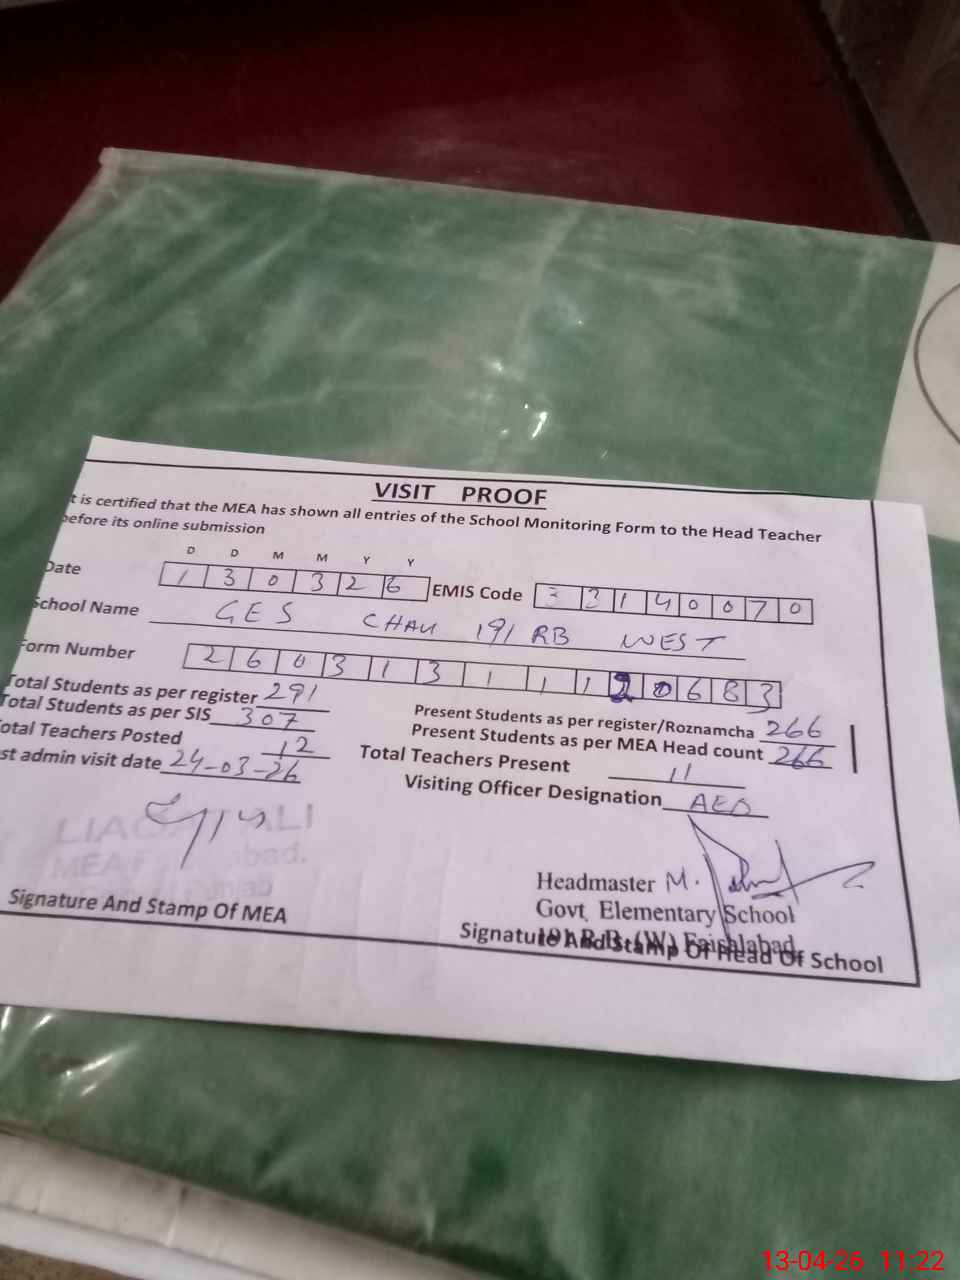 VISIT PROOF
t is certified that the MEA has shown all entries of the School Monitoring Form to the Head Teacher
before its online submission
D D M M Y Y
Date 1 3 0 3 2 6 EMIS Code 3 3 1 4 0 0 7 0
School Name GES CHAK 191 RB WEST
Form Number 2 6 0 3 1 3 1 1 1 2 0 6 8 3
Total Students as per register 291
Total Students as per SIS 307
Total Teachers Posted 12
st admin visit date 24-03-26
Present Students as per register/Roznamcha 266
Present Students as per MEA Head count 266
Total Teachers Present 11
Visiting Officer Designation AEO
LIAQAT ALI
MEA
Signature And Stamp Of MEA
Headmaster M.
Govt. Elementary School
191 R.B. (W) Faisalabad.
Signature And Stamp Of Head Of School
13-04-26 11:22